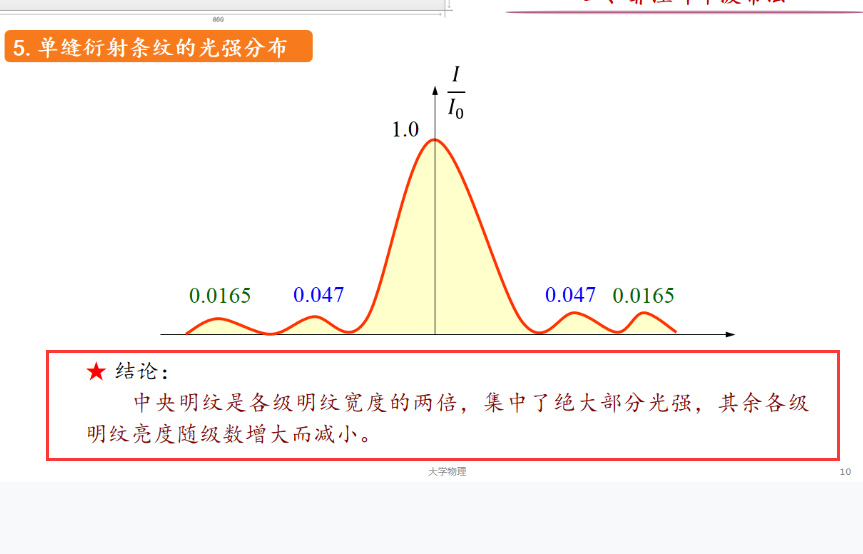 5. 单缝衍射条纹的光强分布
I
I0
1.0
0.0165 0.047 0.047 0.0165
★ 结论：
中央明纹是各级明纹宽度的两倍，集中了绝大部分光强，其余各级
明纹亮度随级数增大而减小。
大学物理 10